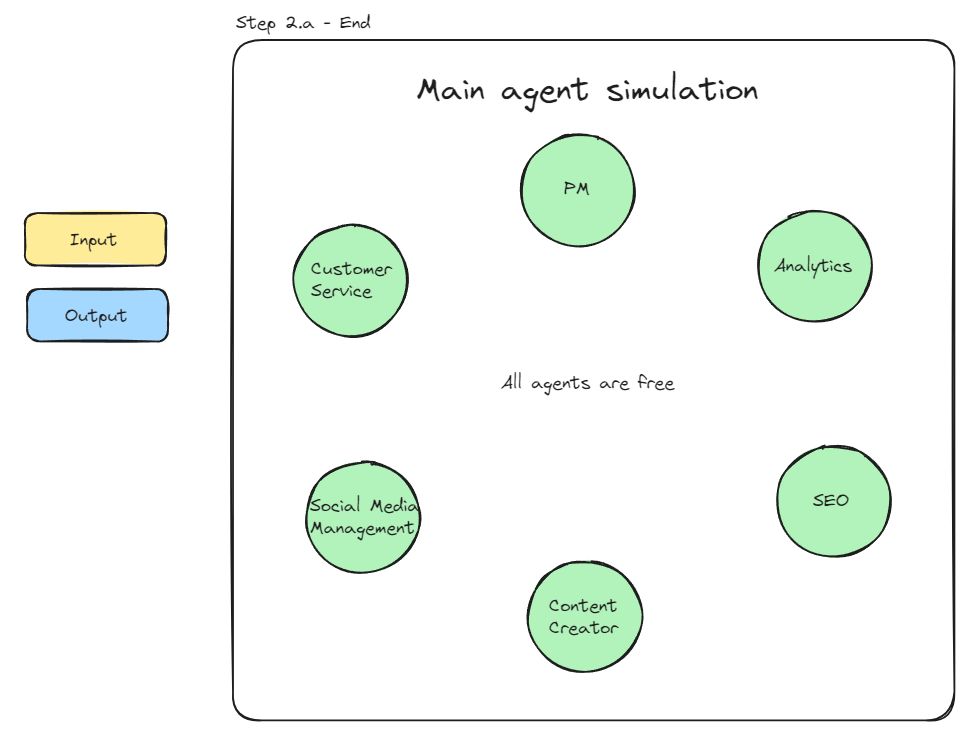 Step 2.a - End
Main agent simulation
PM
Input
Customer
Service
Analytics
Output
All agents are free
Social Media
Management
SEO
Content
Creator